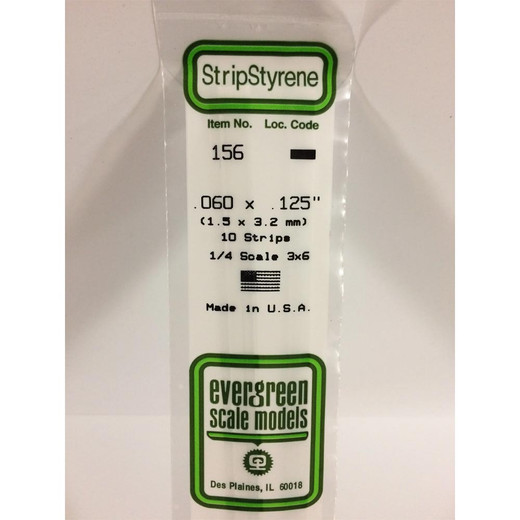 StripStyrene
Item No. Loc. Code
156
.060 x .125"
(1.5 x 3.2 mm)
10 Strips
1/4 Scale 3x6
Made in U.S.A.
evergreen
scale models
Des Plaines, IL 60018